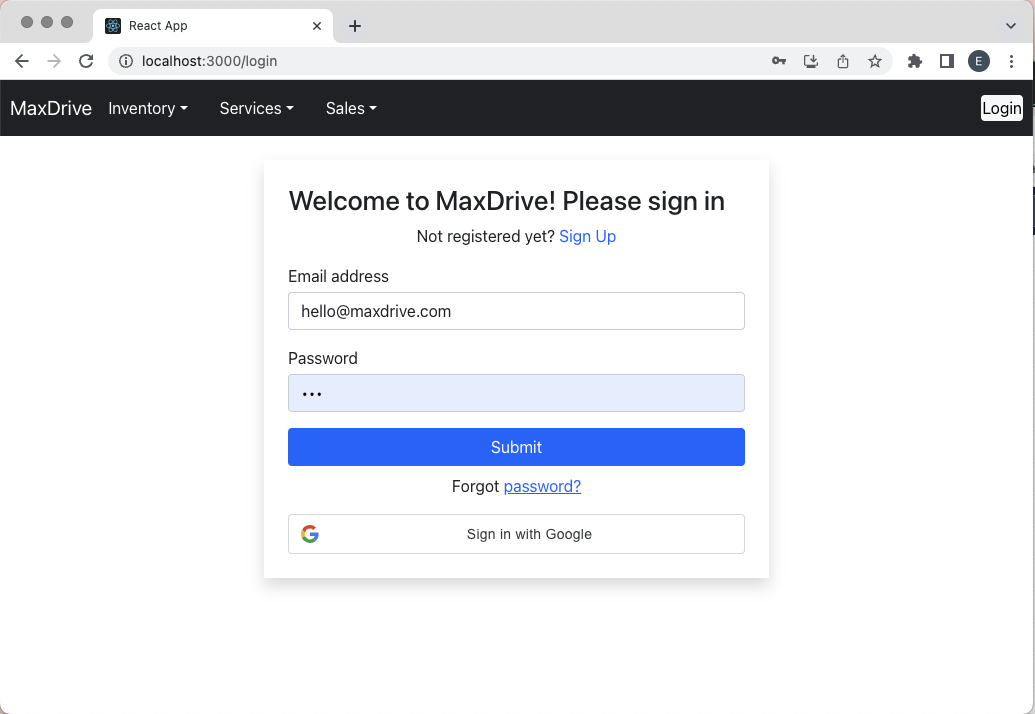 React App
localhost:3000/login
E
MaxDrive Inventory Services Sales Login
Welcome to MaxDrive! Please sign in
Not registered yet? Sign Up
Email address
hello@maxdrive.com
Password
•••
Submit
Forgot password?
Sign in with Google